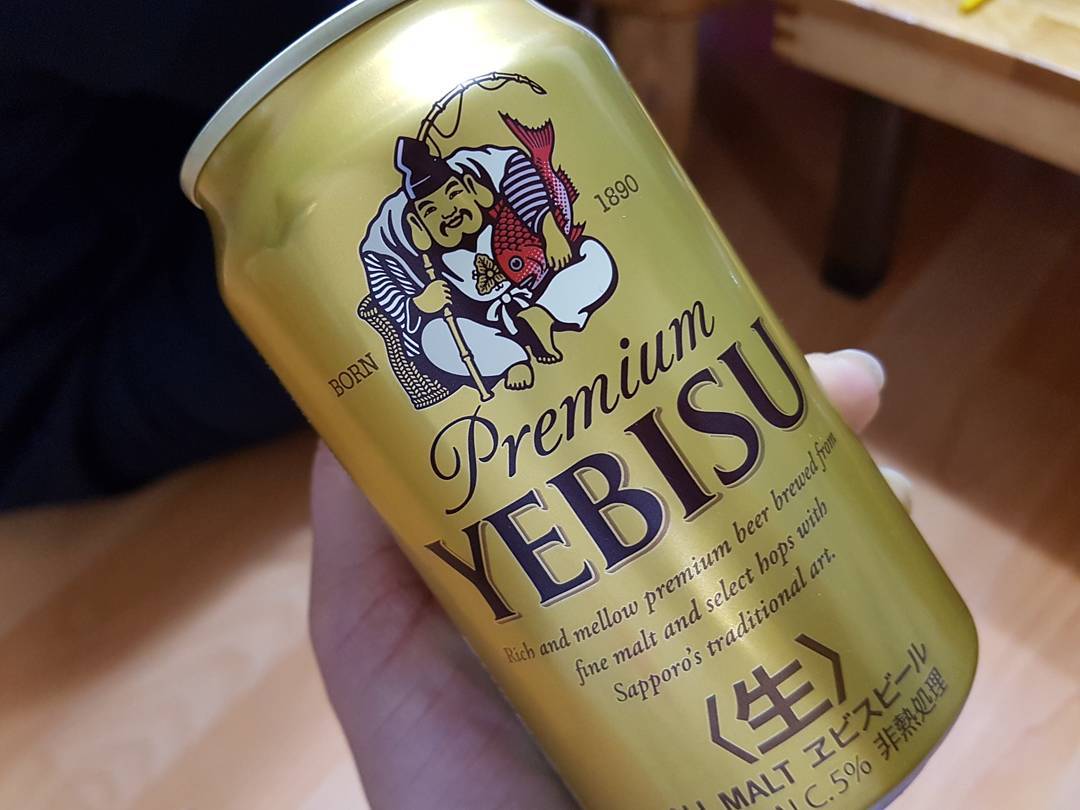 BORN 1890
Premium
YEBISU
Rich and mellow premium beer brewed from
fine malt and select hops with
Sapporo's traditional art.
〈生〉
MALT ヱビスビール
5% 非熱処理